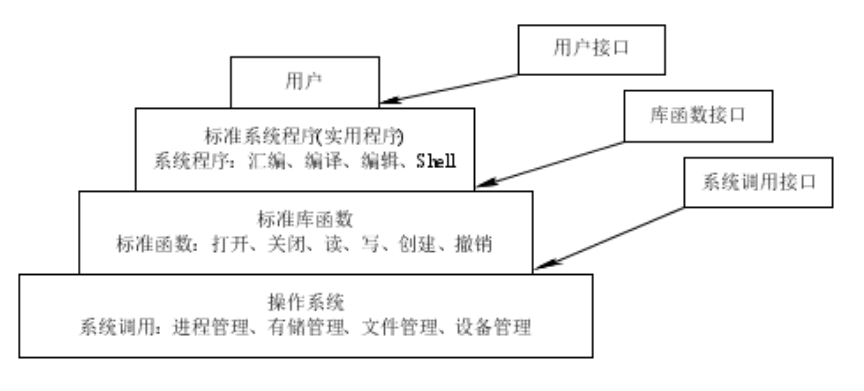 用户接口
用户
库函数接口
标准系统程序(实用程序)
系统程序：汇编、编译、编辑、Shell
系统调用接口
标准库函数
标准函数：打开、关闭、读、写、创建、撤销
操作系统
系统调用：进程管理、有储管理、文件管理、设备管理